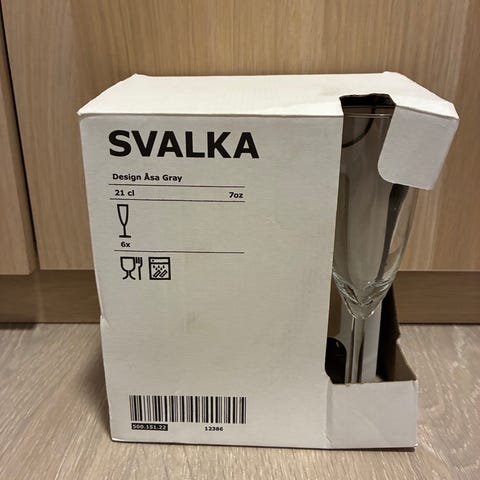 SVALKA
Design Åsa Gray
21 cl 7oz
6x
500.151.22 12386